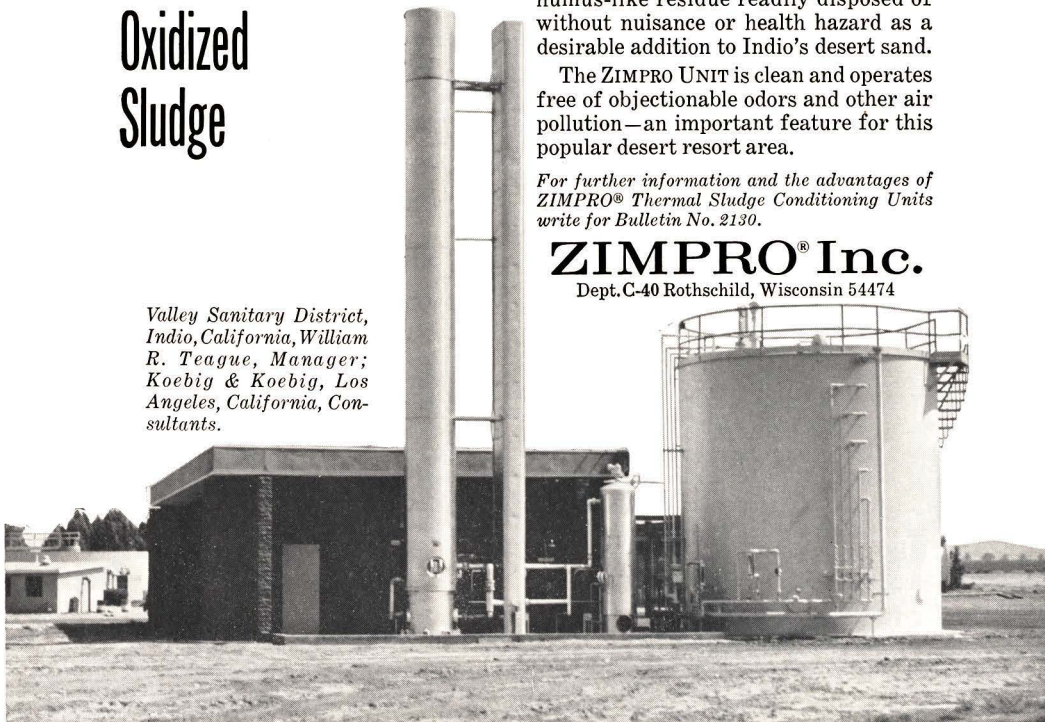 Oxidized
Sludge
humus-like residue readily disposed of
without nuisance or health hazard as a
desirable addition to Indio's desert sand.
The ZIMPRO UNIT is clean and operates
free of objectionable odors and other air
pollution—an important feature for this
popular desert resort area.
For further information and the advantages of
ZIMPRO® Thermal Sludge Conditioning Units
write for Bulletin No. 2130.
ZIMPRO® Inc.
Dept. C-40 Rothschild, Wisconsin 54474
Valley Sanitary District,
Indio, California, William
R. Teague, Manager;
Koebig & Koebig, Los
Angeles, California, Con-
sultants.